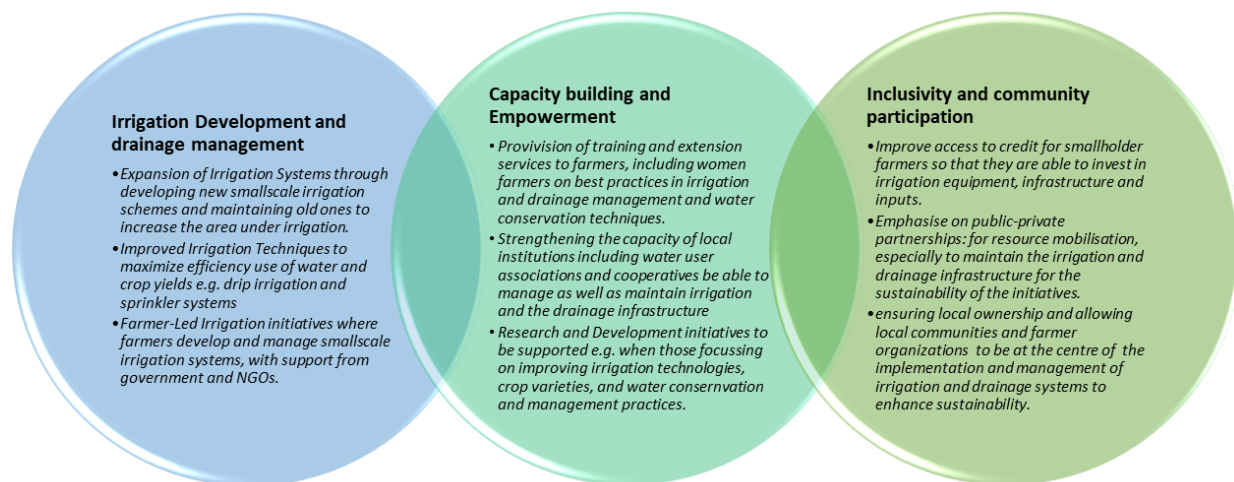 Irrigation Development and
drainage management
•Expansion of Irrigation Systems through
developing new smallscale irrigation
schemes and maintaining old ones to
increase the area under irrigation.
•Improved Irrigation Techniques to
maximize efficiency use of water and
crop yields e.g. drip irrigation and
sprinkler systems
•Farmer-Led Irrigation initiatives where
farmers develop and manage smallscale
irrigation systems, with support from
government and NGOs.
Capacity building and
Empowerment
• Provivision of training and extension
services to farmers, including women
farmers on best practices in irrigation
and drainage management and water
conservation techniques.
• Strengthening the capacity of local
institutions including water user
associations and cooperatives be able to
manage as well as maintain irrigation
and the drainage infrastructure
• Research and Development initiatives to
be supported e.g. when those focussing
on improving irrigation technologies,
crop varieties, and water consernvation
and management practices.
Inclusivity and community
participation
•Improve access to credit for smallholder
farmers so that they are able to invest in
irrigation equipment, infrastructure and
inputs.
•Emphasise on public-private
partnerships: for resource mobilisation,
especially to maintain the irrigation and
drainage infrastructure for the
sustainability of the initiatives.
•ensuring local ownership and allowing
local communities and farmer
organizations to be at the centre of the
implementation and management of
irrigation and drainage systems to
enhance sustainability.